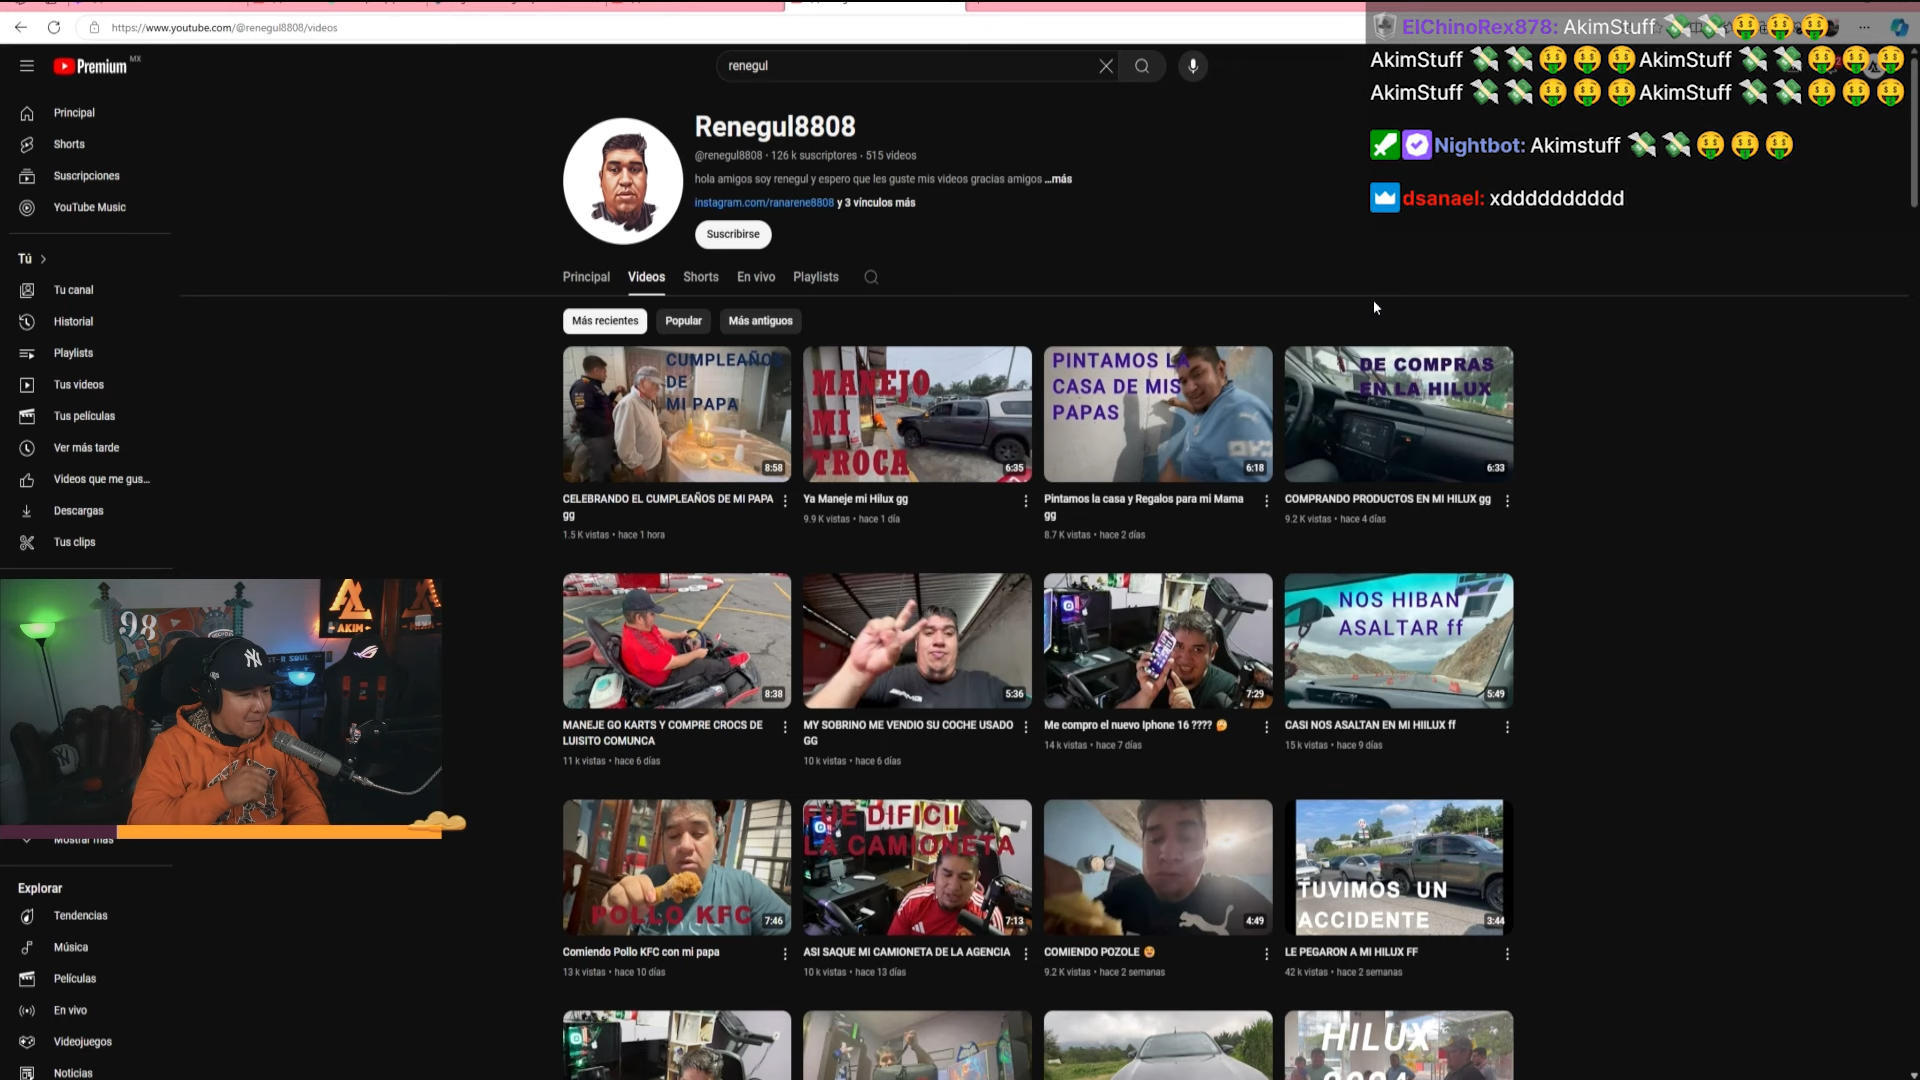 https://www.youtube.com/@renegul8808/videos
Premium MX
renegul
ElChinoRex878: AkimStuff 💸 💸 🤑 🤑 🤑
AkimStuff 💸 💸 🤑 🤑 🤑 AkimStuff 💸 💸 🤑 🤑 🤑
AkimStuff 💸 💸 🤑 🤑 🤑 AkimStuff 💸 💸 🤑 🤑 🤑
Nightbot: Akimstuff 💸 💸 🤑 🤑 🤑
dsanael: xdddddddddd
Principal
Shorts
Suscripciones
YouTube Music
Tú
Tu canal
Historial
Playlists
Tus videos
Tus películas
Ver más tarde
Videos que me gus...
Descargas
Tus clips
98
AKIM
Mostrar más
Explorar
Tendencias
Música
Películas
En vivo
Videojuegos
Noticias
Renegul8808
@renegul8808 · 126 k suscriptores · 515 videos
hola amigos soy renegul y espero que les guste mis videos gracias amigos ...más
instagram.com/ranarene8808 y 3 vínculos más
Suscribirse
Principal Videos Shorts En vivo Playlists
Más recientes Popular Más antiguos
CUMPLEAÑOS
DE
MI PAPA
8:58
CELEBRANDO EL CUMPLEAÑOS DE MI PAPA
gg
1.5 K vistas • hace 1 hora
MANEJO
MI
TROCA
6:35
Ya Maneje mi Hilux gg
9.9 K vistas • hace 1 día
PINTAMOS LA
CASA DE MIS
PAPAS
6:18
Pintamos la casa y Regalos para mi Mama
gg
8.7 K vistas • hace 2 días
DE COMPRAS
EN LA HILUX
6:33
COMPRANDO PRODUCTOS EN MI HILUX gg
9.2 K vistas • hace 4 días
8:38
MANEJE GO KARTS Y COMPRE CROCS DE
LUISITO COMUNCA
11 k vistas • hace 6 días
5:36
MY SOBRINO ME VENDIO SU COCHE USADO
GG
10 k vistas • hace 6 días
7:29
Me compro el nuevo Iphone 16 ???? 🤔
14 k vistas • hace 7 días
NOS HIBAN
ASALTAR ff
5:49
CASI NOS ASALTAN EN MI HIILUX ff
15 k vistas • hace 9 días
POLLO KFC
7:46
Comiendo Pollo KFC con mi papa
13 k vistas • hace 10 días
FUE DIFICIL
LA CAMIONETA
7:13
ASI SAQUE MI CAMIONETA DE LA AGENCIA
10 k vistas • hace 13 días
4:49
COMIENDO POZOLE
9.2 K vistas • hace 2 semanas
TUVIMOS UN
ACCIDENTE
3:44
LE PEGARON A MI HILUX FF
42 k vistas • hace 2 semanas
HILUX